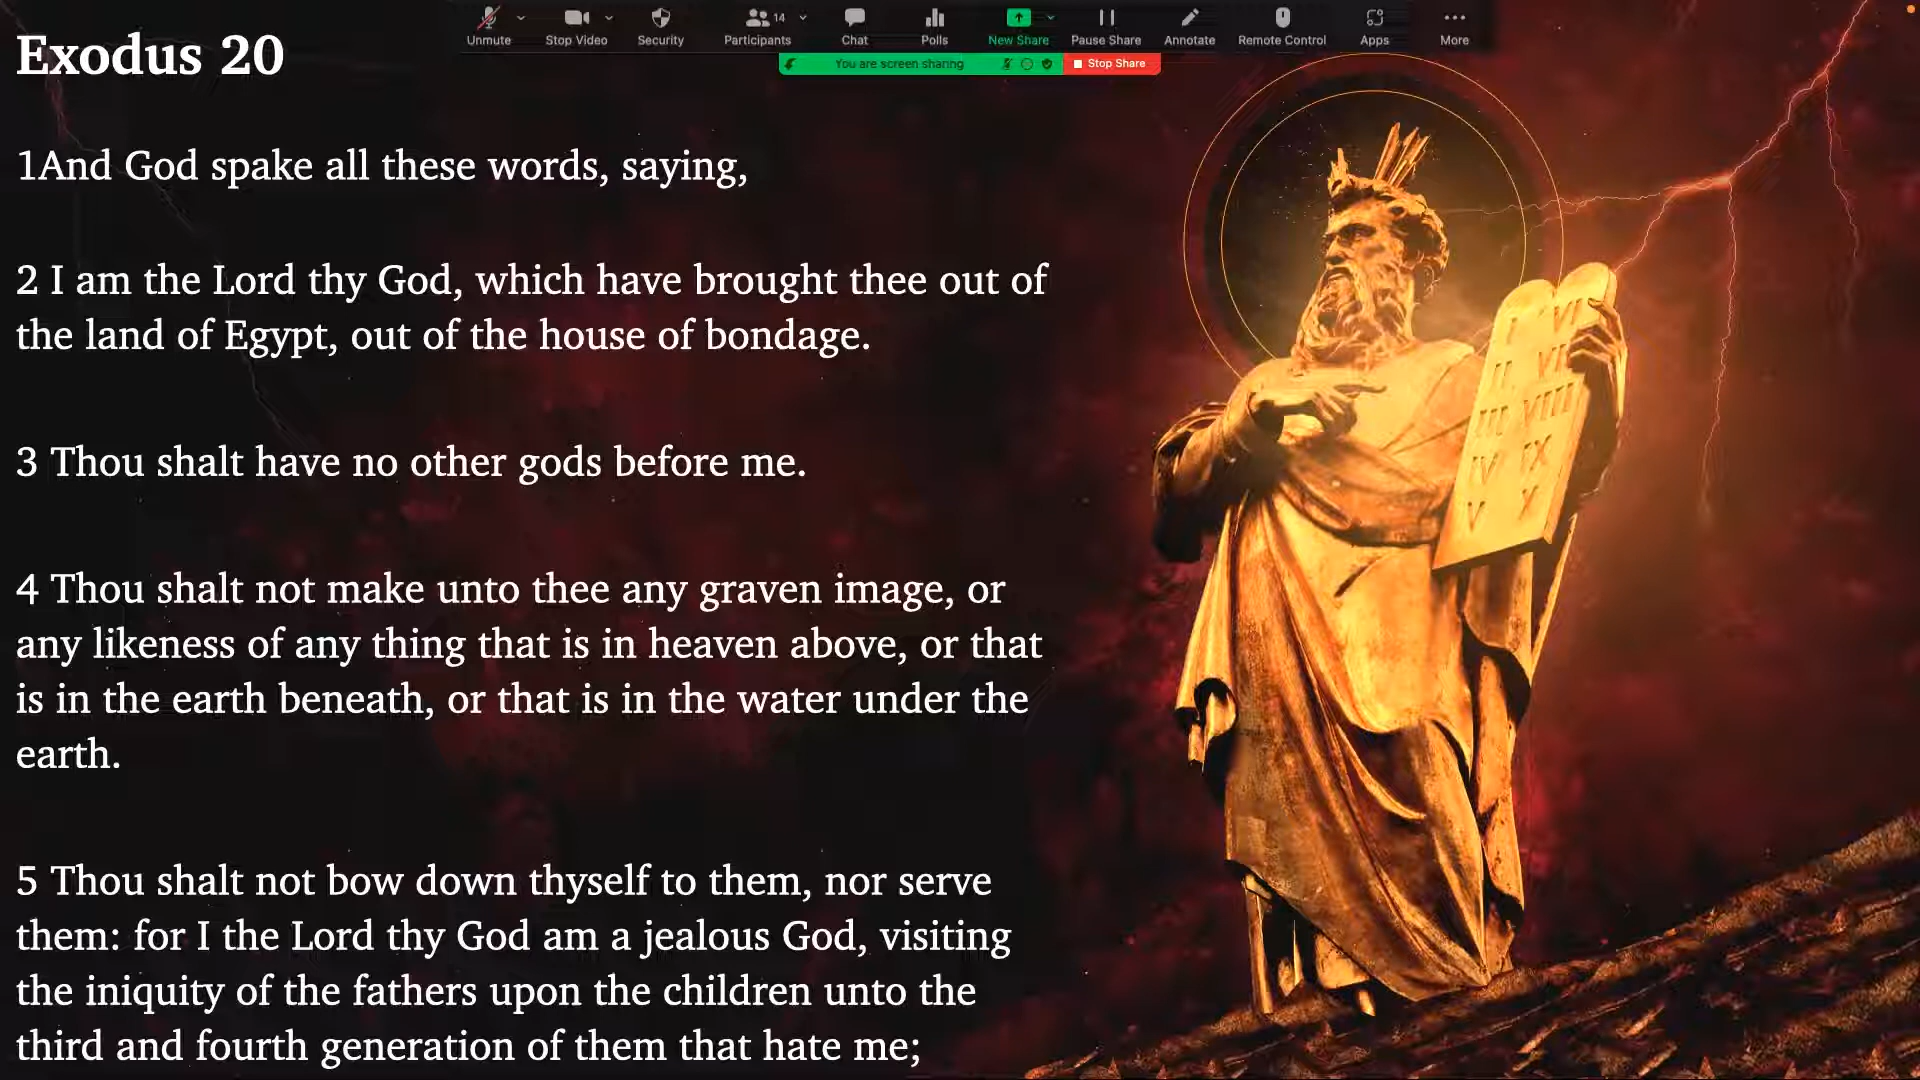 Unmute
Stop Video
Security
14
Participants
Chat
Polls
New Share
Pause Share
Annotate
Remote Control
Apps
More
You are screen sharing
Stop Share
Exodus 20
1And God spake all these words, saying,
2 I am the Lord thy God, which have brought thee out of
the land of Egypt, out of the house of bondage.
3 Thou shalt have no other gods before me.
4 Thou shalt not make unto thee any graven image, or
any likeness of any thing that is in heaven above, or that
is in the earth beneath, or that is in the water under the
earth.
5 Thou shalt not bow down thyself to them, nor serve
them: for I the Lord thy God am a jealous God, visiting
the iniquity of the fathers upon the children unto the
third and fourth generation of them that hate me;
I VI
II VII
III VIIII
IV IX
V X